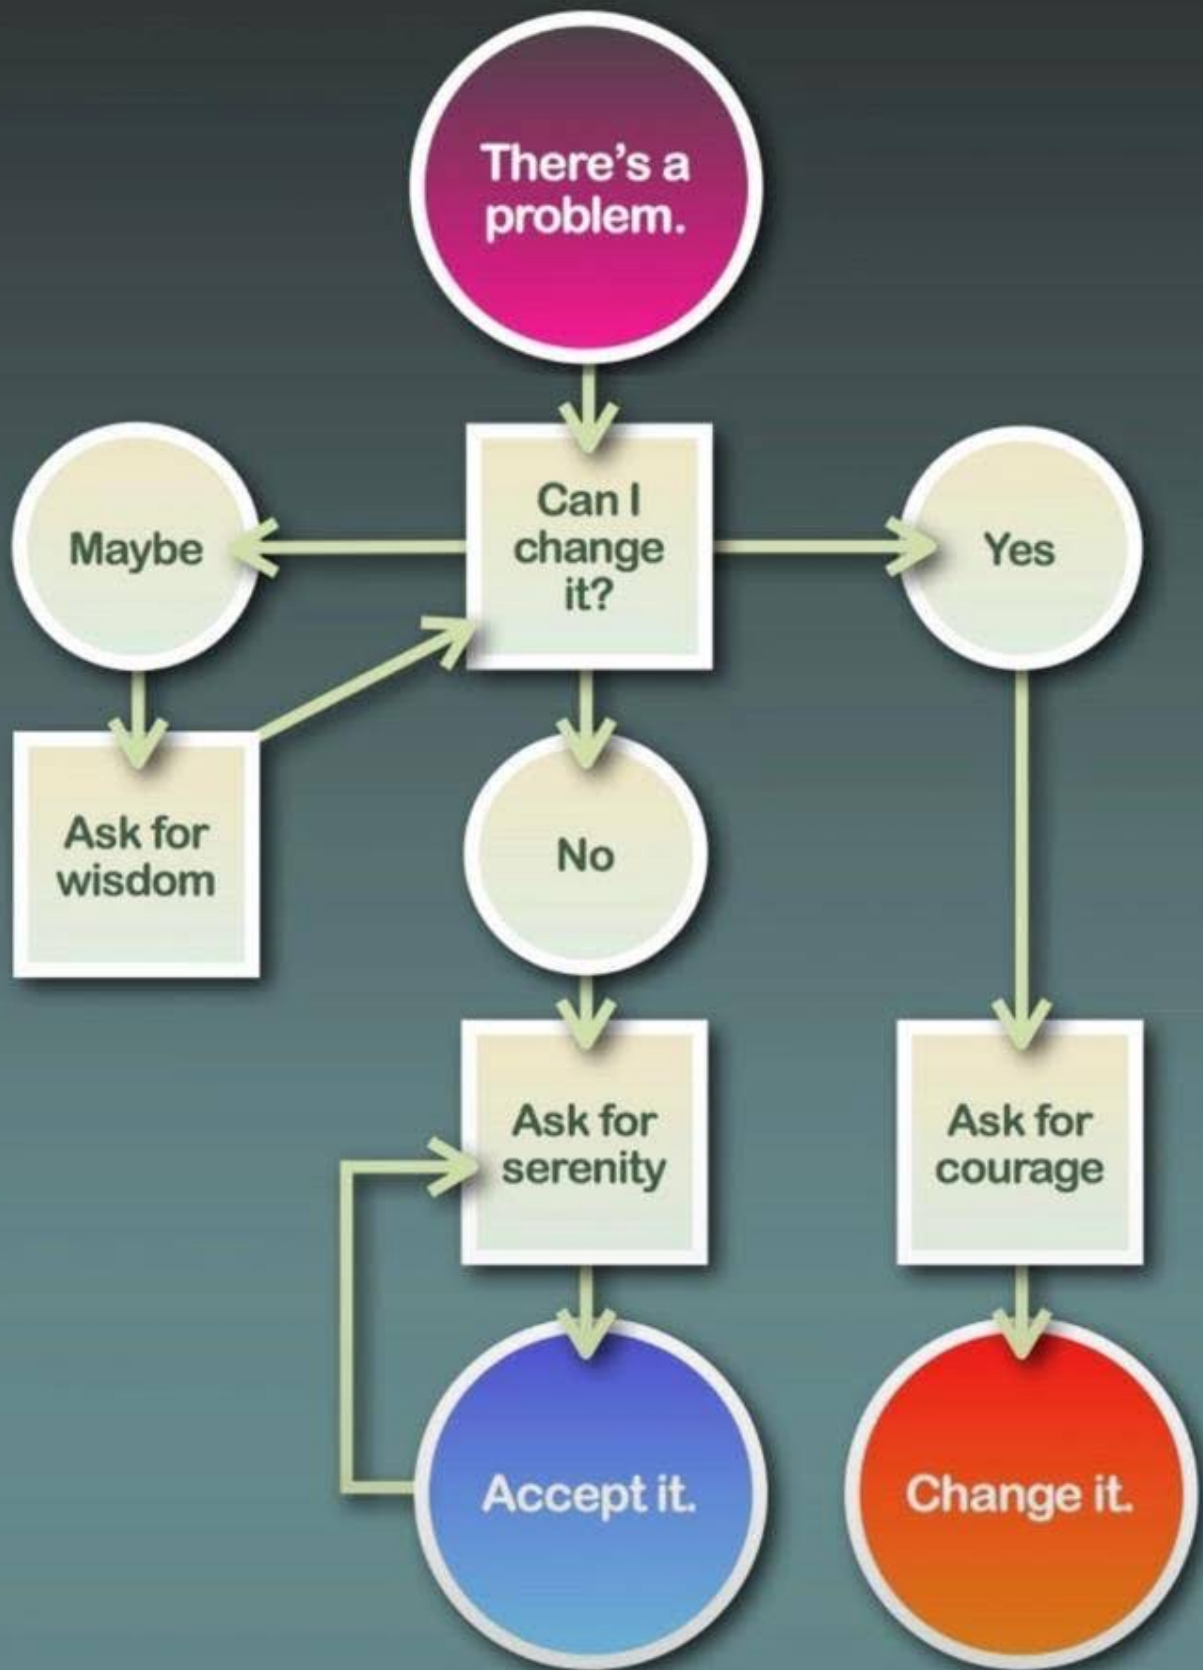 There's a
problem.
Maybe
Can I
change
it?
Yes
Ask for
wisdom
No
Ask for
serenity
Ask for
courage
Accept it.
Change it.